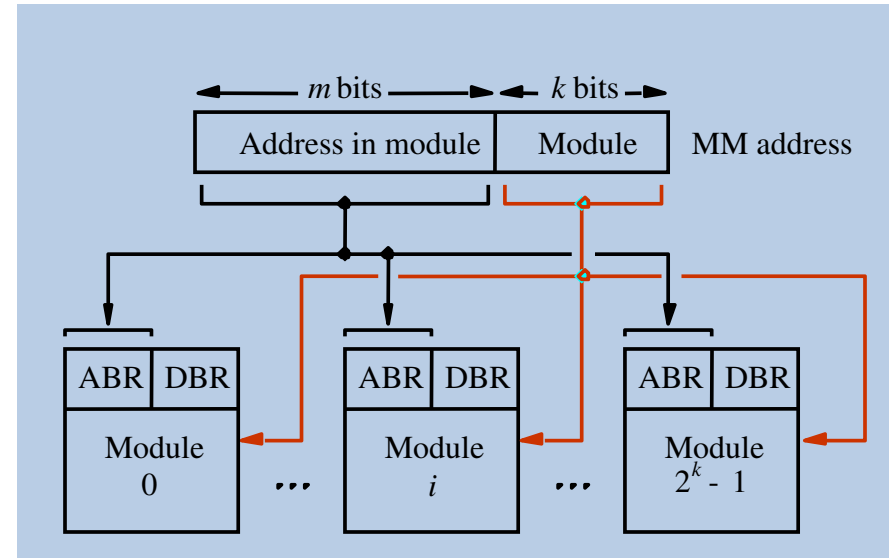 m bits k bits
Address in module Module MM address
ABR DBR ABR DBR ABR DBR
Module Module Module
0 ... i ... 2^k - 1